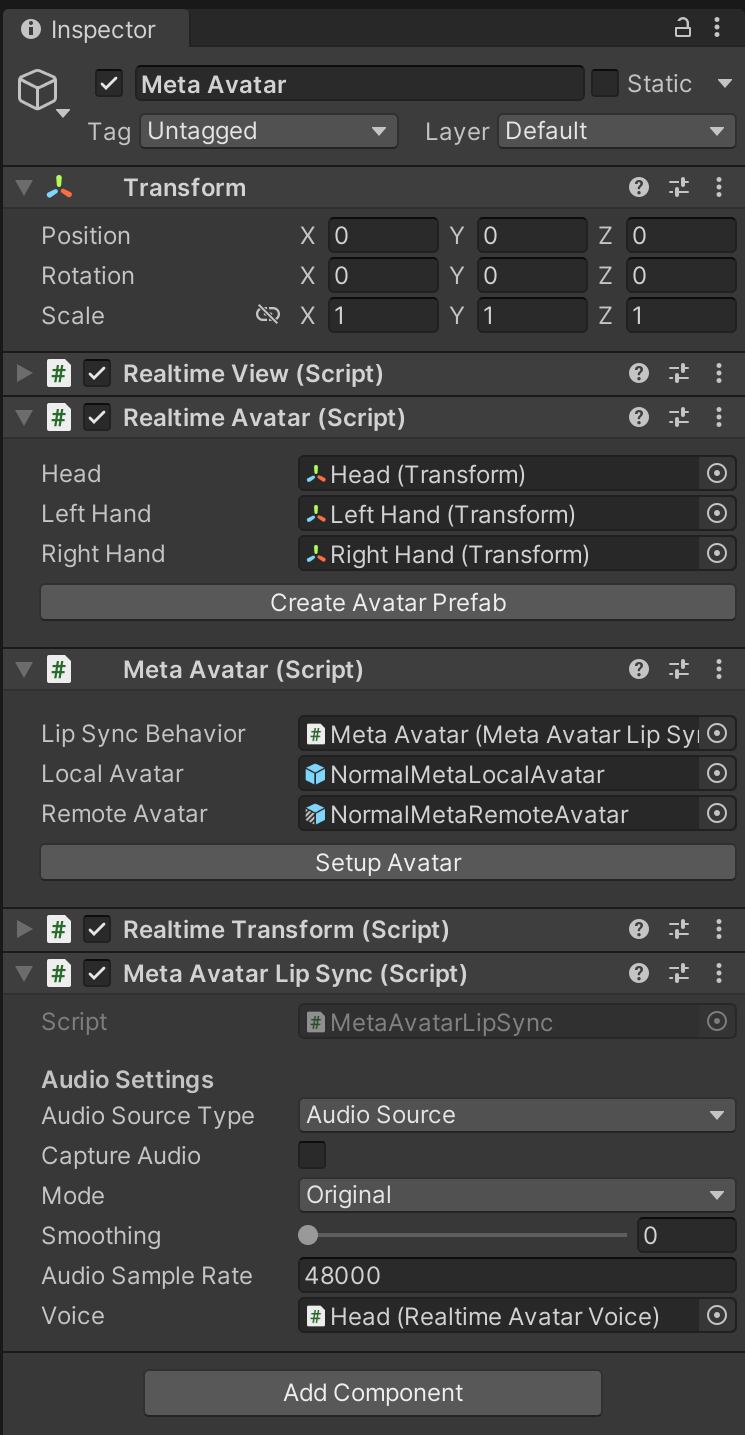 Inspector
Meta Avatar Static
Tag Untagged Layer Default
Transform
Position X 0 Y 0 Z 0
Rotation X 0 Y 0 Z 0
Scale X 1 Y 1 Z 1
# Realtime View (Script)
# Realtime Avatar (Script)
Head Head (Transform)
Left Hand Left Hand (Transform)
Right Hand Right Hand (Transform)
Create Avatar Prefab
# Meta Avatar (Script)
Lip Sync Behavior # Meta Avatar (Meta Avatar Lip Syn
Local Avatar NormalMetaLocalAvatar
Remote Avatar NormalMetaRemoteAvatar
Setup Avatar
# Realtime Transform (Script)
# Meta Avatar Lip Sync (Script)
Script # MetaAvatarLipSync
Audio Settings
Audio Source Type Audio Source
Capture Audio
Mode Original
Smoothing 0
Audio Sample Rate 48000
Voice # Head (Realtime Avatar Voice)
Add Component